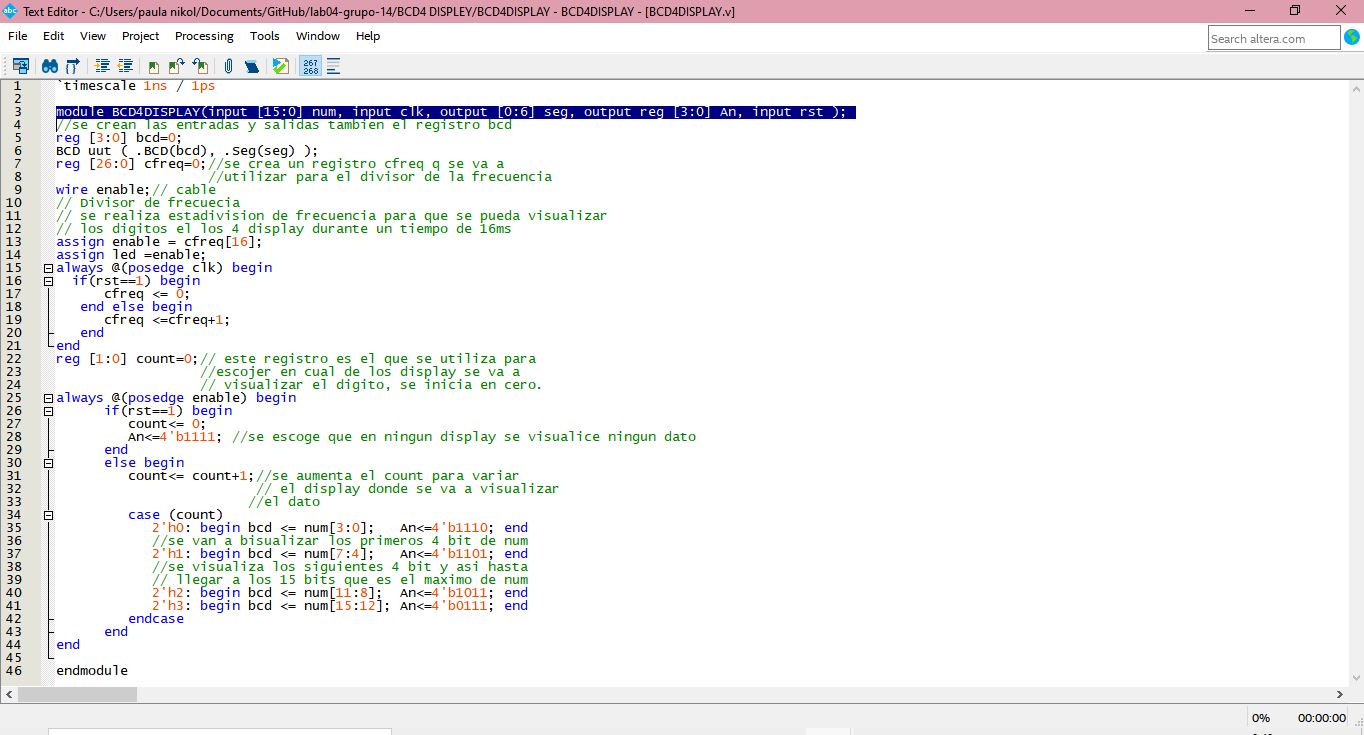 Text Editor - C:/Users/paula nikol/Documents/GitHub/lab04-grupo-14/BCD4 DISPLEY/BCD4DISPLAY - BCD4DISPLAY - [BCD4DISPLAY.v]
File Edit View Project Processing Tools Window Help
Search altera.com
267
268
1 `timescale 1ns / 1ps
2
3 module BCD4DISPLAY(input [15:0] num, input clk, output [0:6] seg, output reg [3:0] An, input rst );
4 //se crean las entradas y salidas tambien el registro bcd
5 reg [3:0] bcd=0;
6 BCD uut ( .BCD(bcd), .Seg(seg) );
7 reg [26:0] cfreq=0;//se crea un registro cfreq q se va a
8 //utilizar para el divisor de la frecuencia
9 wire enable;// cable
10 // Divisor de frecuecia
11 // se realiza estadivision de frecuencia para que se pueda visualizar
12 // los digitos el los 4 display durante un tiempo de 16ms
13 assign enable = cfreq[16];
14 assign led =enable;
15 always @(posedge clk) begin
16 if(rst==1) begin
17 cfreq <= 0;
18 end else begin
19 cfreq <=cfreq+1;
20 end
21 end
22 reg [1:0] count=0;// este registro es el que se utiliza para
23 //escojer en cual de los display se va a
24 // visualizar el digito, se inicia en cero.
25 always @(posedge enable) begin
26 if(rst==1) begin
27 count<= 0;
28 An<=4'b1111; //se escoge que en ningun display se visualice ningun dato
29 end
30 else begin
31 count<= count+1;//se aumenta el count para variar
32 // el display donde se va a visualizar
33 //el dato
34 case (count)
35 2'h0: begin bcd <= num[3:0]; An<=4'b1110; end
36 //se van a bisualizar los primeros 4 bit de num
37 2'h1: begin bcd <= num[7:4]; An<=4'b1101; end
38 //se visualiza los siguientes 4 bit y asi hasta
39 // llegar a los 15 bits que es el maximo de num
40 2'h2: begin bcd <= num[11:8]; An<=4'b1011; end
41 2'h3: begin bcd <= num[15:12]; An<=4'b0111; end
42 endcase
43 end
44 end
45
46 endmodule
0% 00:00:00